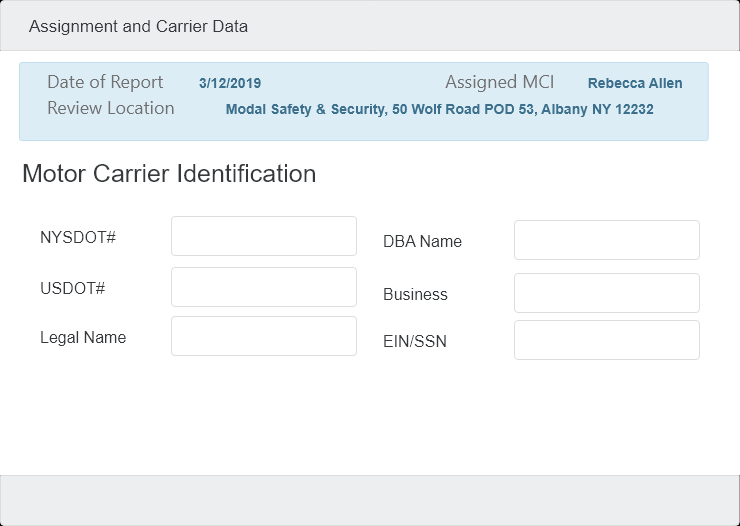 Assignment and Carrier Data
Date of Report 3/12/2019 Assigned MCI Rebecca Allen
Review Location Modal Safety & Security, 50 Wolf Road POD 53, Albany NY 12232
Motor Carrier Identification
NYSDOT# DBA Name
USDOT# Business
Legal Name EIN/SSN